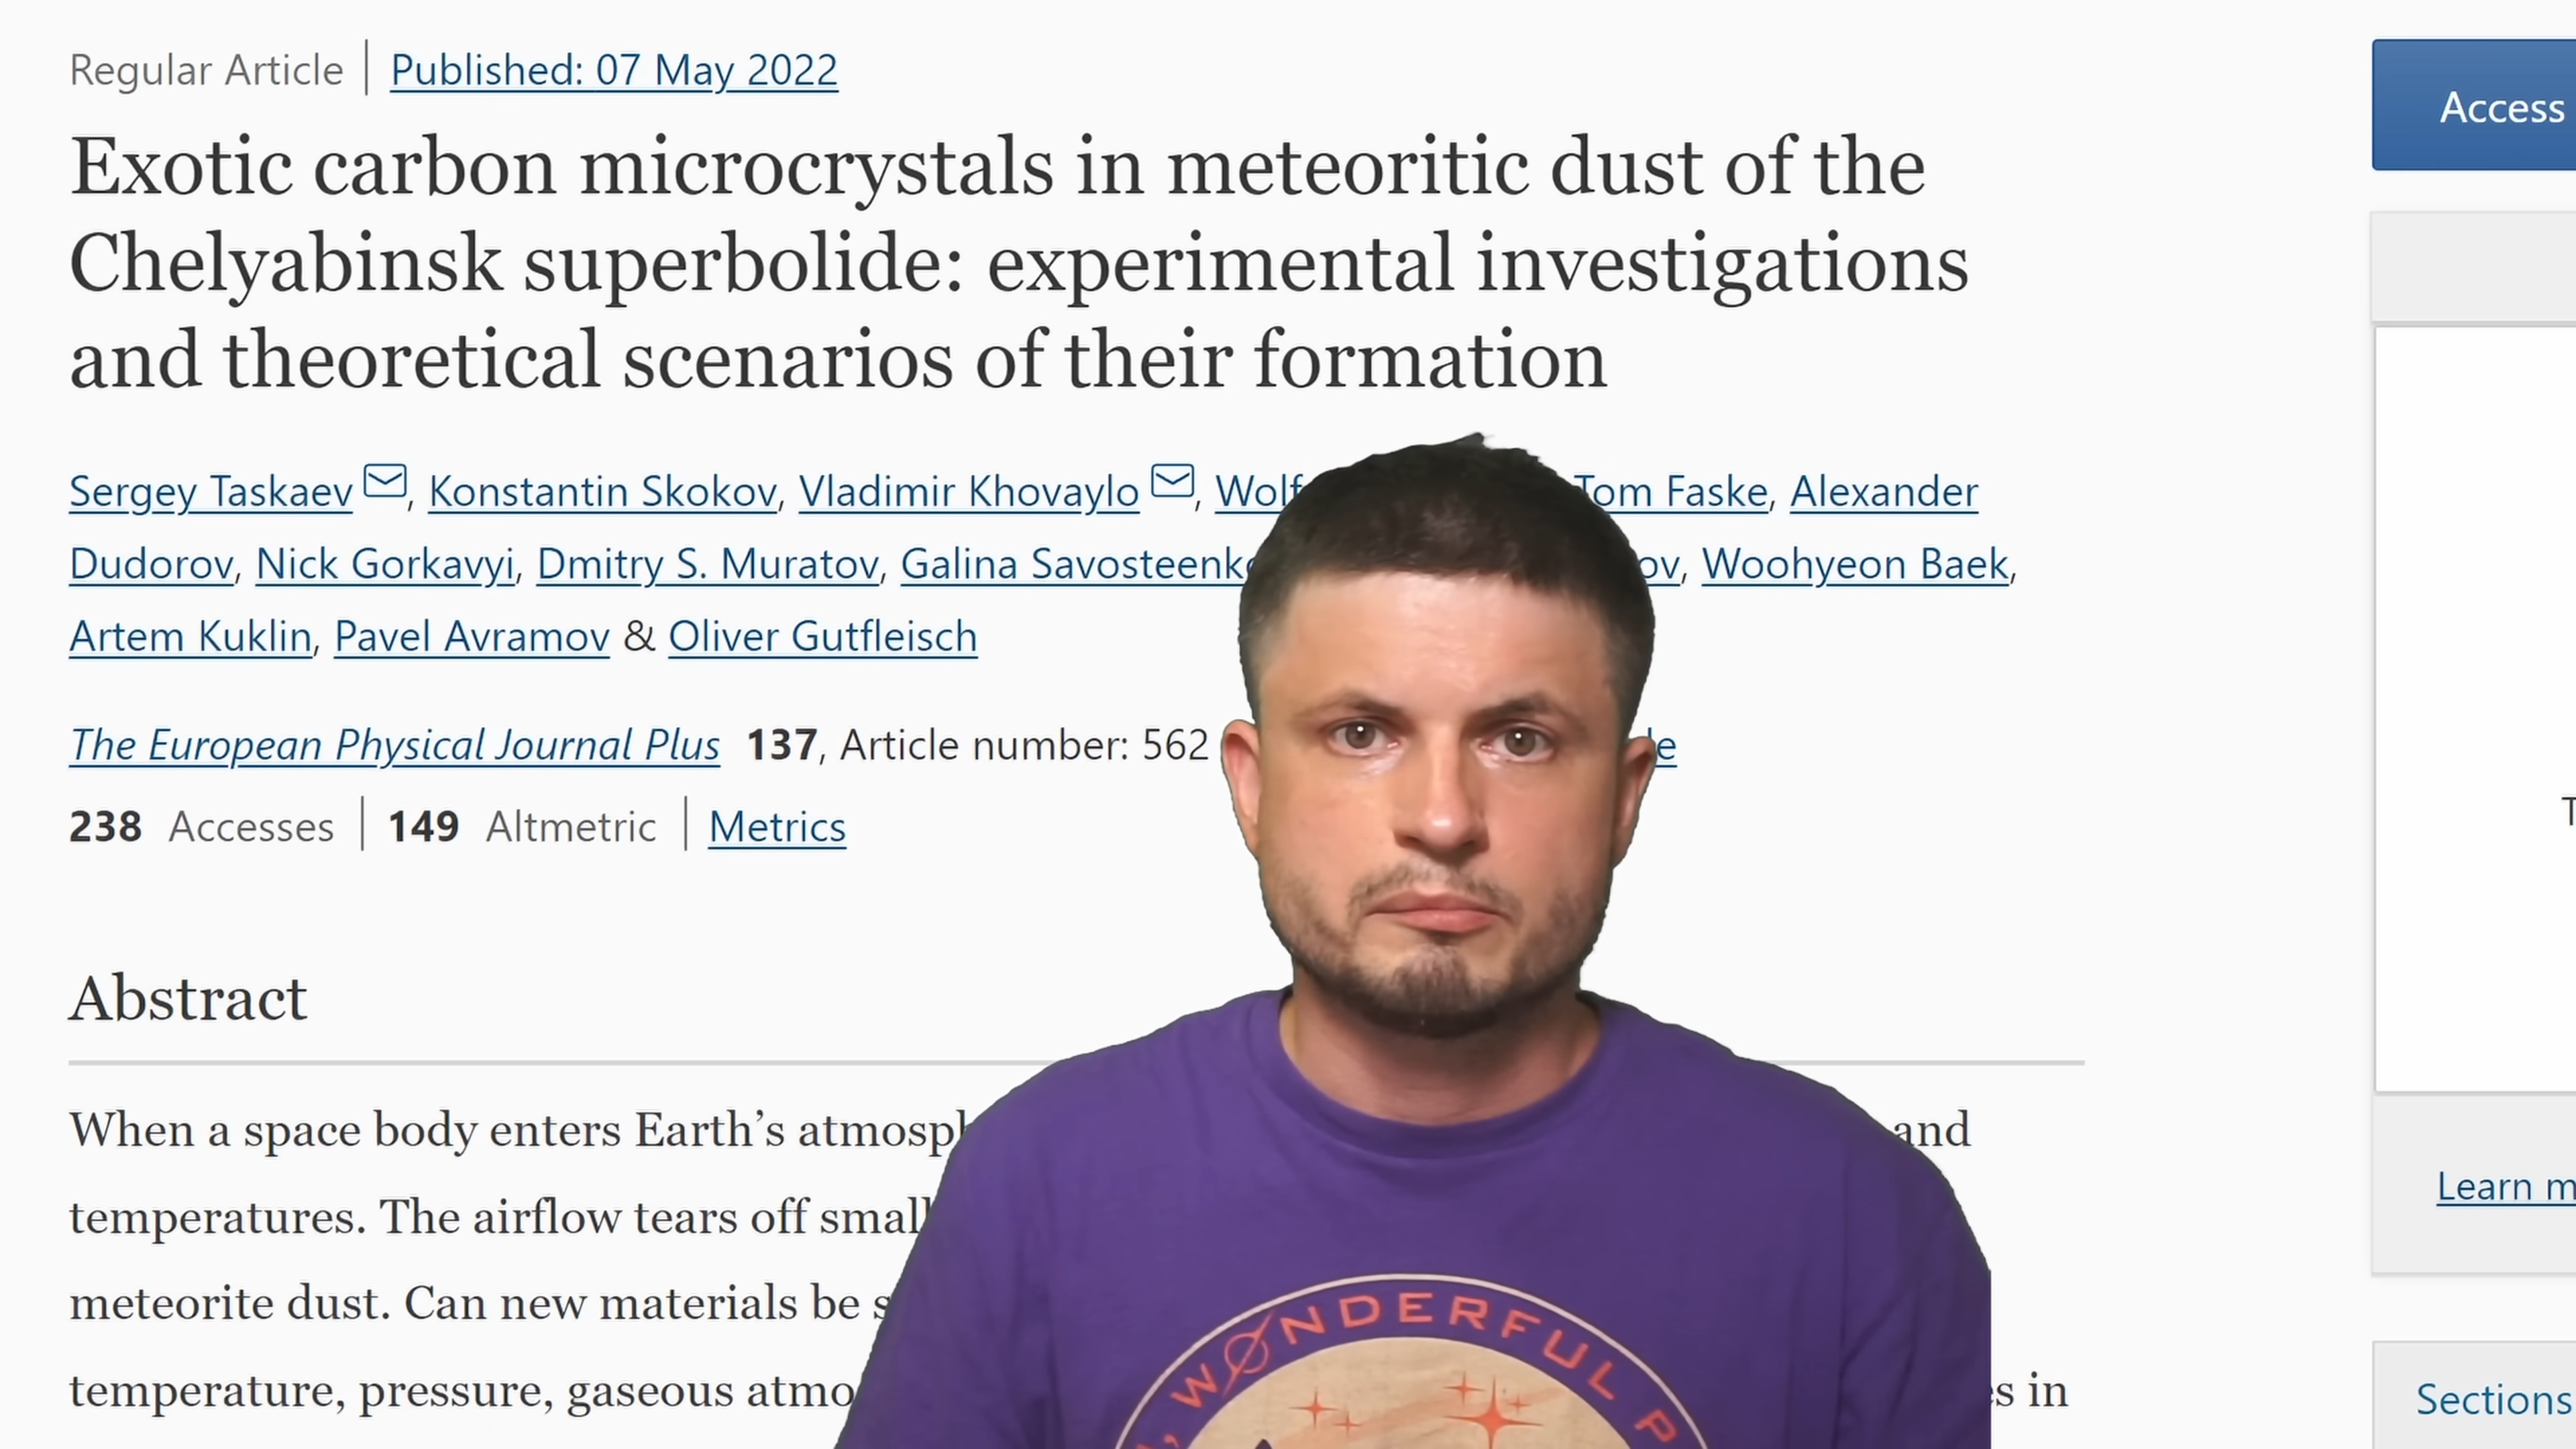 Regular Article | Published: 07 May 2022
Access
Exotic carbon microcrystals in meteoritic dust of the
Chelyabinsk superbolide: experimental investigations
and theoretical scenarios of their formation
Sergey Taskaev, Konstantin Skokov, Vladimir Khovaylo, Tom Faske, Alexander
Dudorov, Nick Gorkavyi, Dmitry S. Muratov, Galina Woohyeon Baek,
Artem Kuklin, Pavel Avramov & Oliver Gutfleisch
The European Physical Journal Plus 137, Article number: 562
238 Accesses | 149 Altmetric | Metrics
Abstract
When a space body enters Earth’s and
temperatures. The airflow tears off small
Learn
meteorite dust. Can new materials be
temperature, pressure, gaseous in
Sections
WØNDERFUL